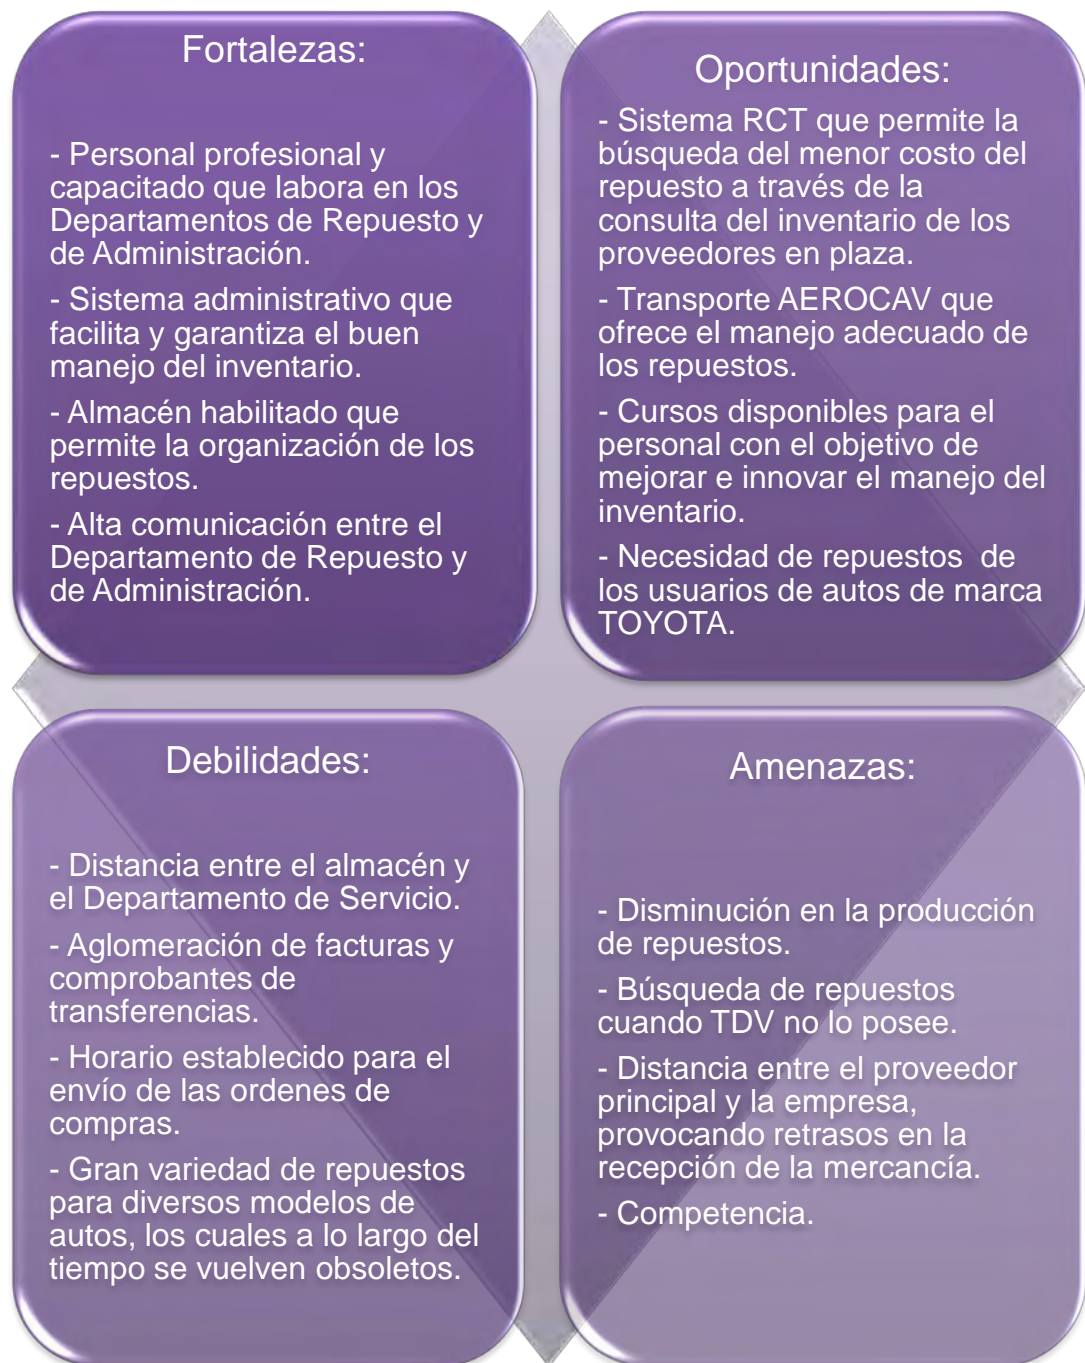 Fortalezas:
- Personal profesional y
capacitado que labora en los
Departamentos de Repuesto y
de Administración.
- Sistema administrativo que
facilita y garantiza el buen
manejo del inventario.
- Almacén habilitado que
permite la organización de los
repuestos.
- Alta comunicación entre el
Departamento de Repuesto y
de Administración.
Oportunidades:
- Sistema RCT que permite la
búsqueda del menor costo del
repuesto a través de la
consulta del inventario de los
proveedores en plaza.
- Transporte AEROCAV que
ofrece el manejo adecuado de
los repuestos.
- Cursos disponibles para el
personal con el objetivo de
mejorar e innovar el manejo del
inventario.
- Necesidad de repuestos  de
los usuarios de autos de marca
TOYOTA.
Debilidades:
- Distancia entre el almacén y
el Departamento de Servicio.
- Aglomeración de facturas y
comprobantes de
transferencias.
- Horario establecido para el
envío de las ordenes de
compras.
- Gran variedad de repuestos
para diversos modelos de
autos, los cuales a lo largo del
tiempo se vuelven obsoletos.
Amenazas:
- Disminución en la producción
de repuestos.
- Búsqueda de repuestos
cuando TDV no lo posee.
- Distancia entre el proveedor
principal y la empresa,
provocando retrasos en la
recepción de la mercancía.
- Competencia.